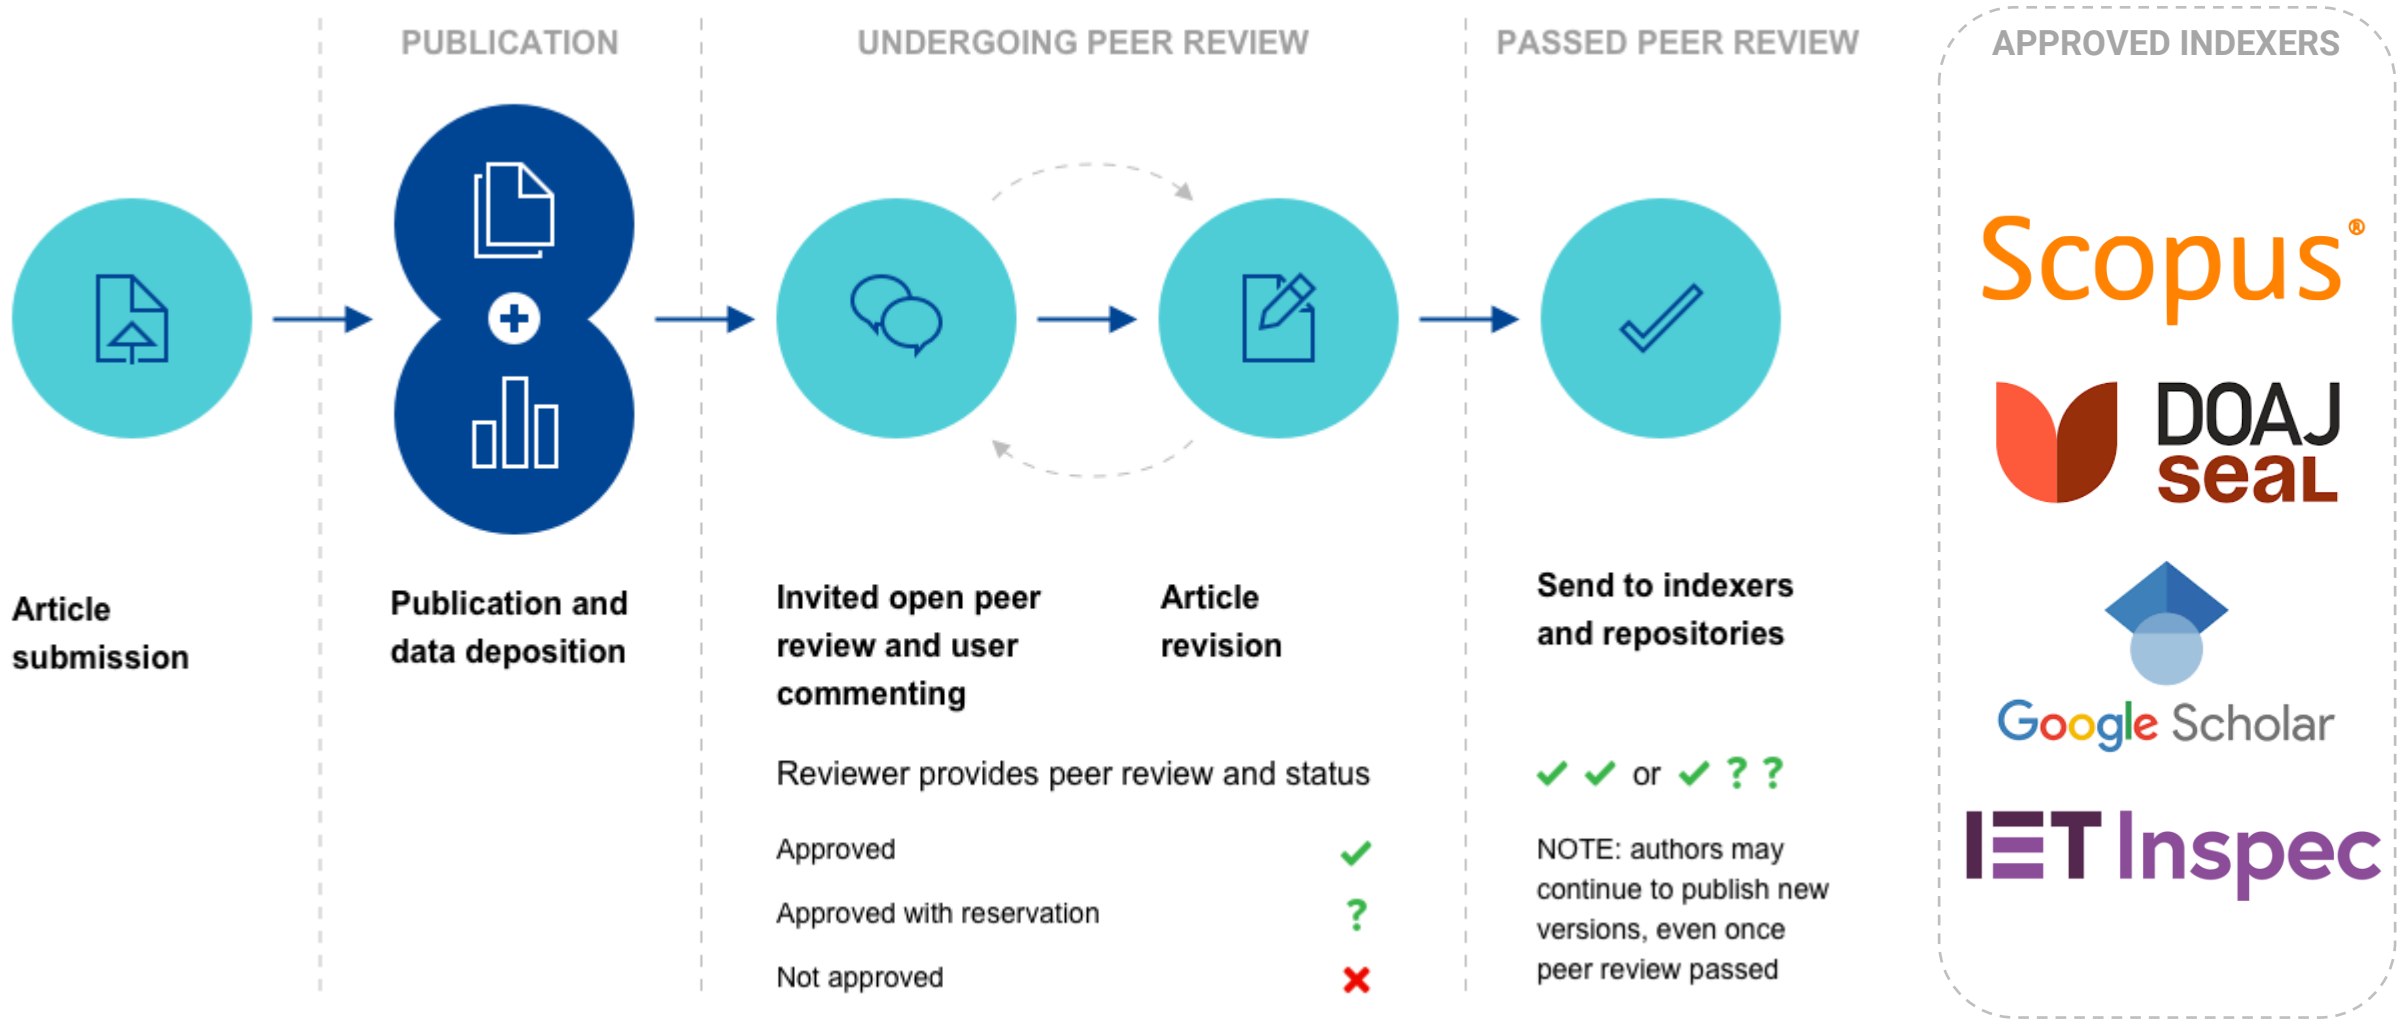 PUBLICATION
UNDERGOING PEER REVIEW
PASSED PEER REVIEW
APPROVED INDEXERS
Article
submission
Publication and
data deposition
Invited open peer
review and user
commenting
Article
revision
Send to indexers
and repositories
Reviewer provides peer review and status
Approved
Approved with reservation
Not approved
or
NOTE: authors may
continue to publish new
versions, even once
peer review passed
Scopus®
DOAJ
seaL
Google Scholar
IET Inspec